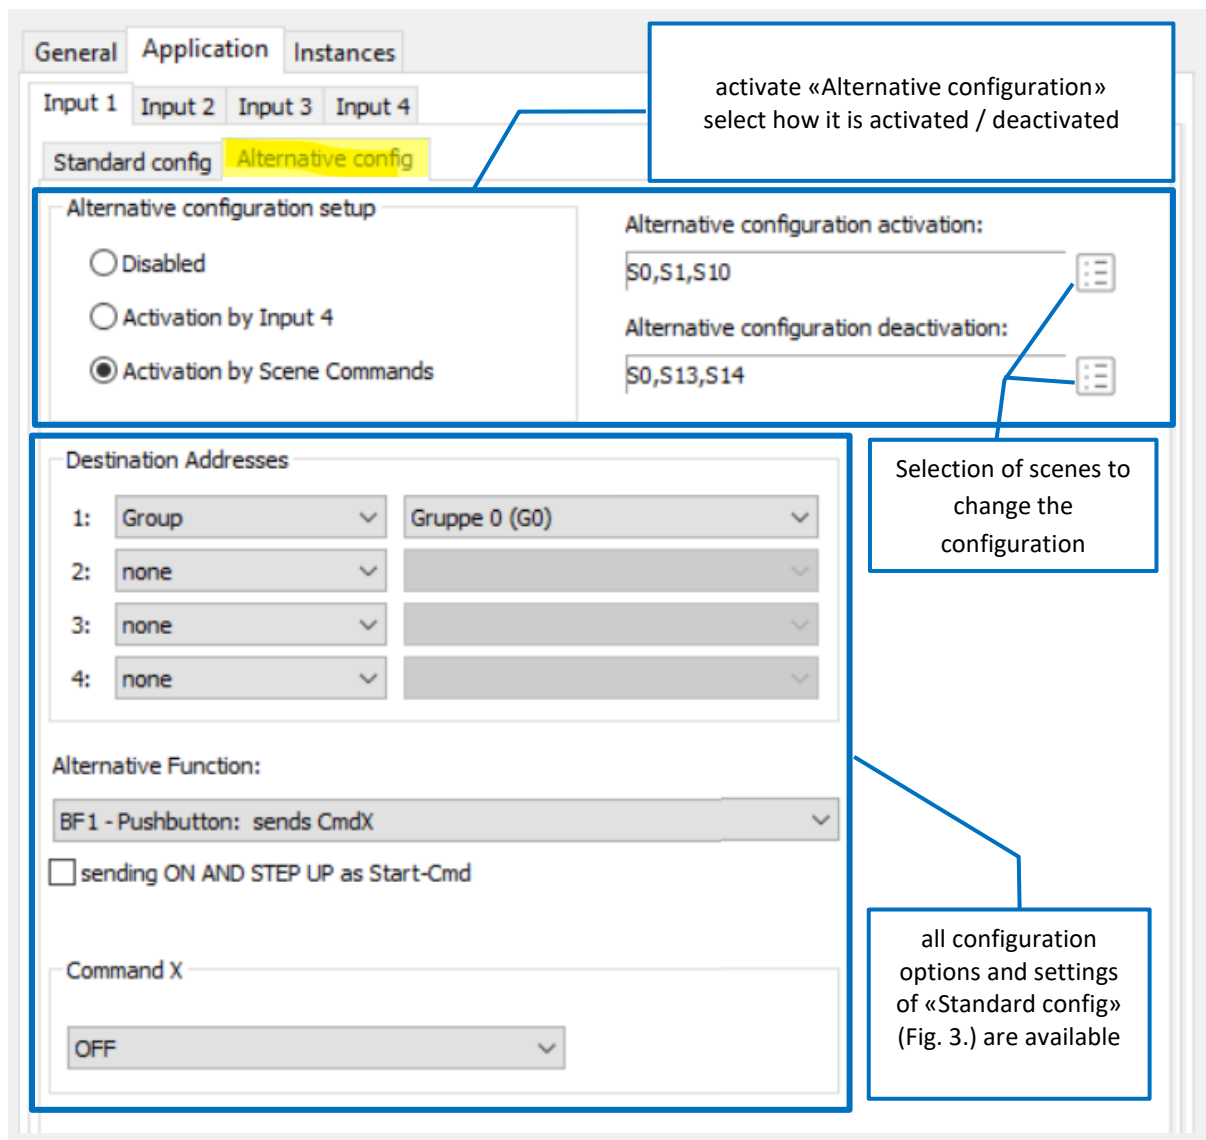 General Application Instances
activate «Alternative configuration»
select how it is activated / deactivated
Input 1 Input 2 Input 3 Input 4
Standard config Alternative config
Alternative configuration setup
Disabled
Activation by Input 4
Activation by Scene Commands
Alternative configuration activation:
S0,S1,S10
Alternative configuration deactivation:
S0,S13,S14
Selection of scenes to
change the
configuration
Destination Addresses
1: Group Gruppe 0 (G0)
2: none
3: none
4: none
Alternative Function:
BF1 - Pushbutton: sends CmdX
sending ON AND STEP UP as Start-Cmd
Command X
OFF
all configuration
options and settings
of «Standard config»
(Fig. 3.) are available